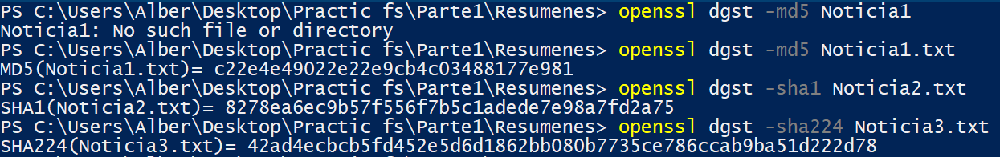 PS C:\Users\Alber\Desktop\Practic fs\Parte1\Resumenes> openssl dgst -md5 Noticia1
Noticia1: No such file or directory
PS C:\Users\Alber\Desktop\Practic fs\Parte1\Resumenes> openssl dgst -md5 Noticia1.txt
MD5(Noticia1.txt)= c22e4e49022e22e9cb4c03488177e981
PS C:\Users\Alber\Desktop\Practic fs\Parte1\Resumenes> openssl dgst -sha1 Noticia2.txt
SHA1(Noticia2.txt)= 8278ea6ec9b57f556f7b5c1adede7e98a7fd2a75
PS C:\Users\Alber\Desktop\Practic fs\Parte1\Resumenes> openssl dgst -sha224 Noticia3.txt
SHA224(Noticia3.txt)= 42ad4ecbcb5fd452e5d6d1862bb080b7735ce786ccab9ba51d222d78